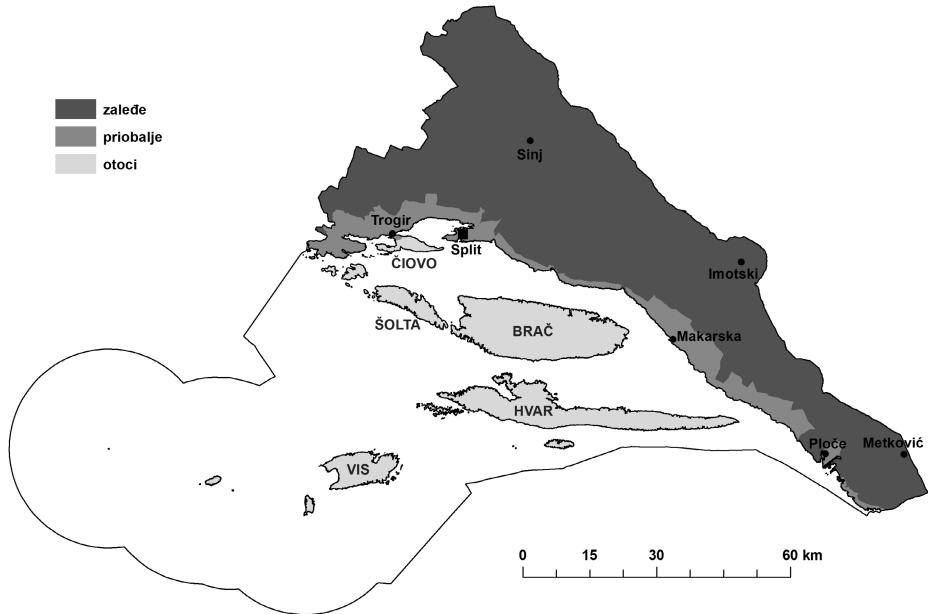 zaleđe
priobalje
otoci
Sinj
Trogir
Split
ČIOVO
Imotski
ŠOLTA
BRAČ
Makarska
HVAR
Ploče
Metković
VIS
0 15 30 60 km